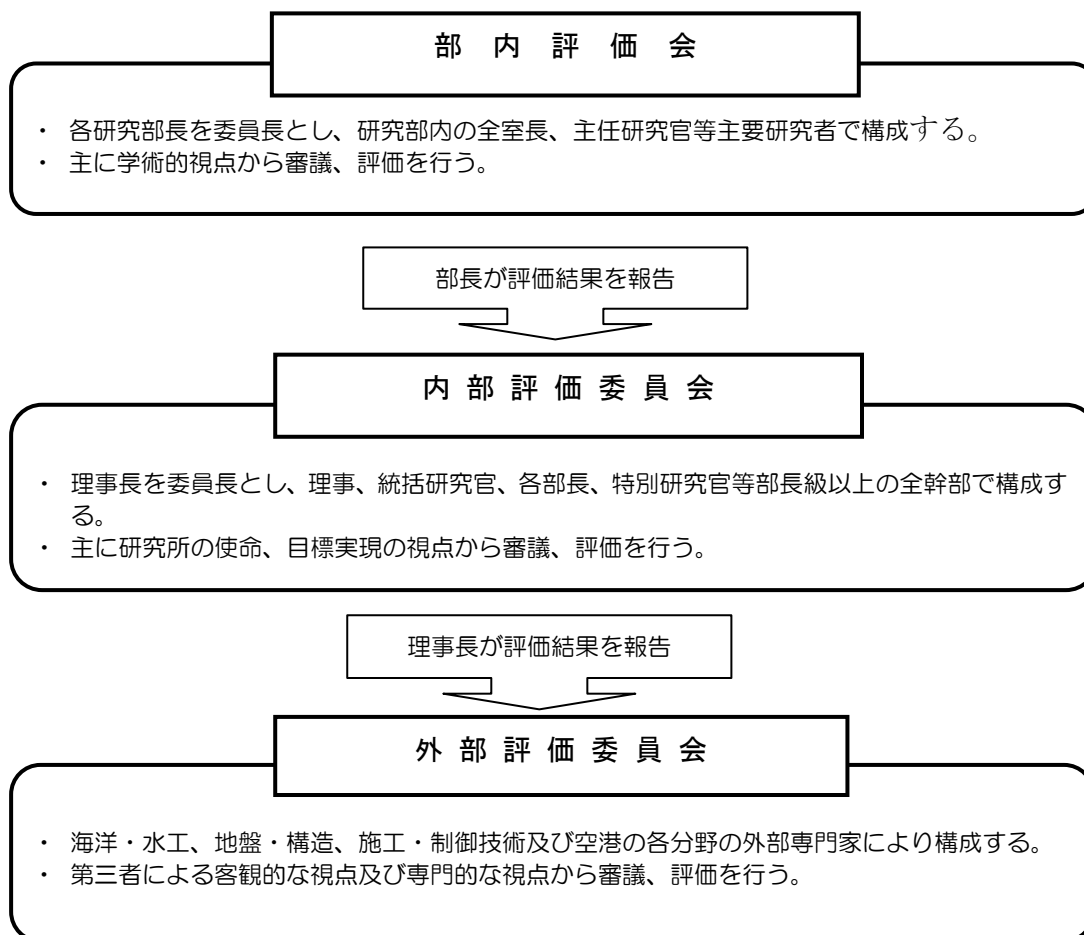 部内評価会
・ 各研究部長を委員長とし、研究部内の全室長、主任研究官等主要研究者で構成する。
・ 主に学術的視点から審議、評価を行う。
部長が評価結果を報告
内部評価委員会
・ 理事長を委員長とし、理事、統括研究官、各部長、特別研究官等部長級以上の全幹部で構成す
る。
・ 主に研究所の使命、目標実現の視点から審議、評価を行う。
理事長が評価結果を報告
外部評価委員会
・ 海洋・水工、地盤・構造、施工・制御技術及び空港の各分野の外部専門家により構成する。
・ 第三者による客観的な視点及び専門的な視点から審議、評価を行う。